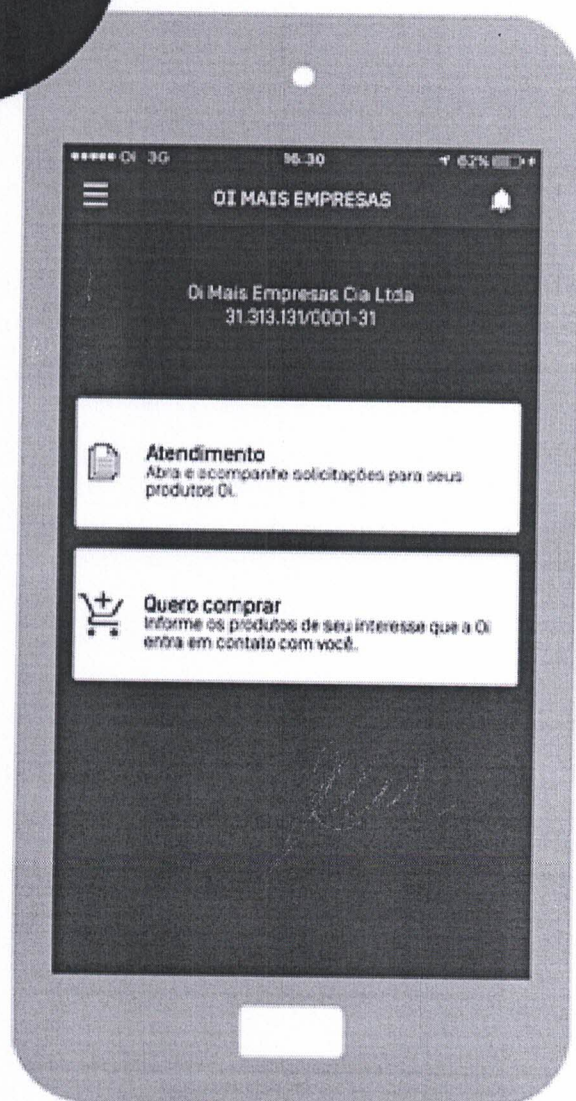 Oi 3G 16:30 62%
OI MAIS EMPRESAS
Oi Mais Empresas Cia Ltda
31.313.131/0001-31
Atendimento
Abra e acompanhe solicitações para seus
produtos Oi.
Quero comprar
Informe os produtos de seu interesse que a Oi
entra em contato com você.